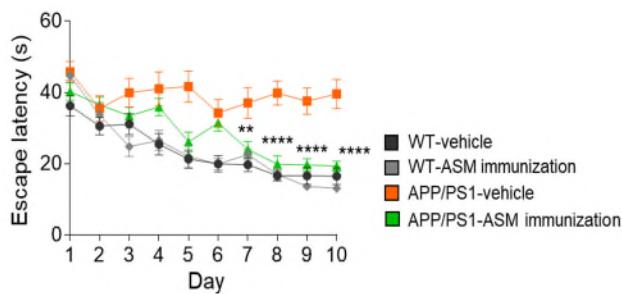 Escape latency (s)
60
40
20
0
** **** **** ****
1 2 3 4 5 6 7 8 9 10
Day
WT-vehicle
WT-ASM immunization
APP/PS1-vehicle
APP/PS1-ASM immunization